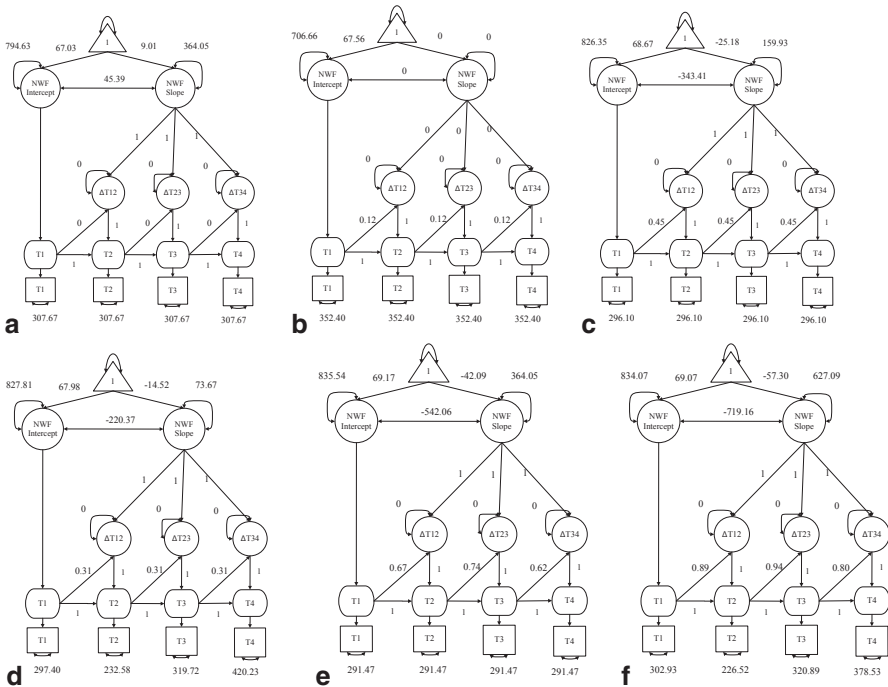 794.63 67.03 1 9.01 364.05
NWF Intercept 45.39 NWF Slope
1 1 1
0 0 0
ΔT12 ΔT23 ΔT34
0 1 0 1 0 1
T1 T2 T3 T4
1 1 1
T1 T2 T3 T4
307.67 307.67 307.67 307.67
a
706.66 67.56 1 0 0
NWF Intercept 0 NWF Slope
0 0 0
0 0 0
ΔT12 ΔT23 ΔT34
0.12 1 0.12 1 0.12 1
T1 T2 T3 T4
1 1 1
T1 T2 T3 T4
352.40 352.40 352.40 352.40
b
826.35 68.67 1 -25.18 159.93
NWF Intercept -343.41 NWF Slope
1 1 1
0 0 0
ΔT12 ΔT23 ΔT34
0.45 1 0.45 1 0.45 1
T1 T2 T3 T4
1 1 1
T1 T2 T3 T4
296.10 296.10 296.10 296.10
c
827.81 67.98 1 -14.52 73.67
NWF Intercept -220.37 NWF Slope
1 1 1
0 0 0
ΔT12 ΔT23 ΔT34
0.31 1 0.31 1 0.31 1
T1 T2 T3 T4
1 1 1
T1 T2 T3 T4
297.40 232.58 319.72 420.23
d
835.54 69.17 1 -42.09 364.05
NWF Intercept -542.06 NWF Slope
1 1 1
0 0 0
ΔT12 ΔT23 ΔT34
0.67 1 0.74 1 0.62 1
T1 T2 T3 T4
1 1 1
T1 T2 T3 T4
291.47 291.47 291.47 291.47
e
834.07 69.07 1 -57.30 627.09
NWF Intercept -719.16 NWF Slope
1 1 1
0 0 0
ΔT12 ΔT23 ΔT34
0.89 1 0.94 1 0.80 1
T1 T2 T3 T4
1 1 1
T1 T2 T3 T4
302.93 226.52 320.89 378.53
f